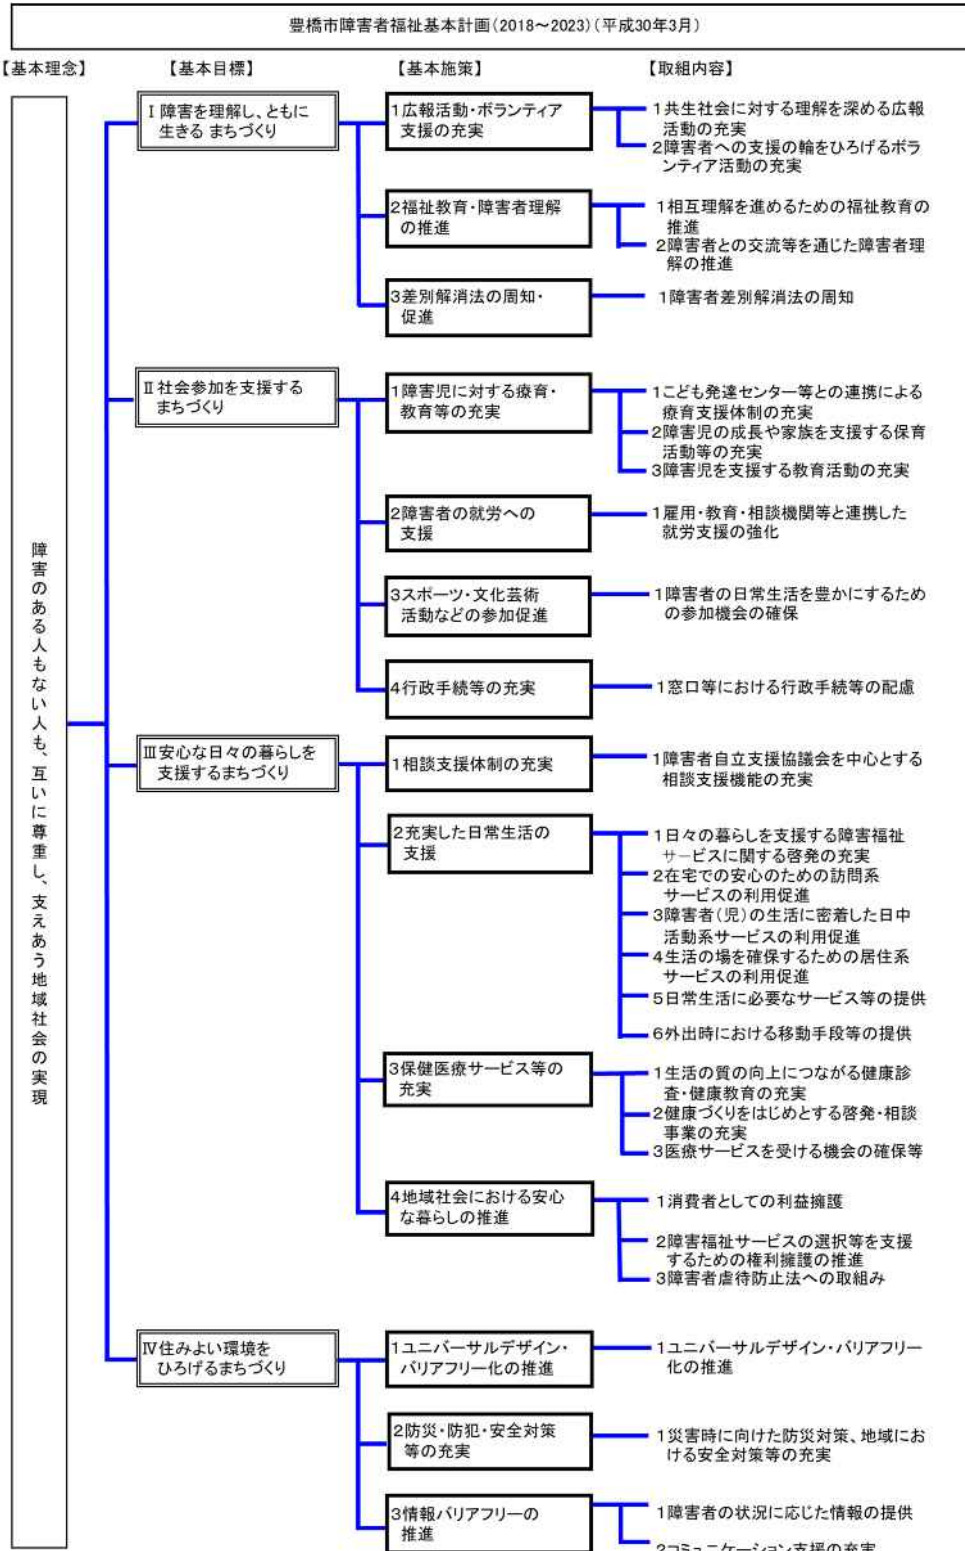 豊橋市障害者福祉基本計画(2018～2023)(平成30年3月)
【基本理念】
【基本目標】
【基本施策】
【取組内容】
障害のある人もない人も、互いに尊重し、支えあう地域社会の実現
Ⅰ障害を理解し、ともに
生きる まちづくり
1広報活動・ボランティア
支援の充実
1共生社会に対する理解を深める広報
活動の充実
2障害者への支援の輪をひろげるボラ
ンティア活動の充実
2福祉教育・障害者理解
の推進
1相互理解を進めるための福祉教育の
推進
2障害者との交流等を通じた障害者理
解の推進
3差別解消法の周知・
促進
1障害者差別解消法の周知
Ⅱ社会参加を支援する
まちづくり
1障害児に対する療育・
教育等の充実
1こども発達センター等との連携による
療育支援体制の充実
2障害児の成長や家族を支援する保育
活動等の充実
3障害児を支援する教育活動の充実
2障害者の就労への
支援
1雇用・教育・相談機関等と連携した
就労支援の強化
3スポーツ・文化芸術
活動などの参加促進
1障害者の日常生活を豊かにするため
の参加機会の確保
4行政手続等の充実
1窓口等における行政手続等の配慮
Ⅲ安心な日々の暮らしを
支援するまちづくり
1相談支援体制の充実
1障害者自立支援協議会を中心とする
相談支援機能の充実
2充実した日常生活の
支援
1日々の暮らしを支援する障害福祉
サービスに関する啓発の充実
2在宅での安心のための訪問系
サービスの利用促進
3障害者(児)の生活に密着した日中
活動系サービスの利用促進
4生活の場を確保するための居住系
サービスの利用促進
5日常生活に必要なサービス等の提供
6外出時における移動手段等の提供
3保健医療サービス等の
充実
1生活の質の向上につながる健康診
査・健康教育の充実
2健康づくりをはじめとする啓発・相談
事業の充実
3医療サービスを受ける機会の確保等
4地域社会における安心
な暮らしの推進
1消費者としての利益擁護
2障害福祉サービスの選択等を支援
するための権利擁護の推進
3障害者虐待防止法への取組み
Ⅳ住みよい環境を
ひろげるまちづくり
1ユニバーサルデザイン・
バリアフリー化の推進
1ユニバーサルデザイン・バリアフリー
化の推進
2防災・防犯・安全対策
等の充実
1災害時に向けた防災対策、地域にお
ける安全対策等の充実
3情報バリアフリーの
推進
1障害者の状況に応じた情報の提供
2コミュニケーション支援の充実